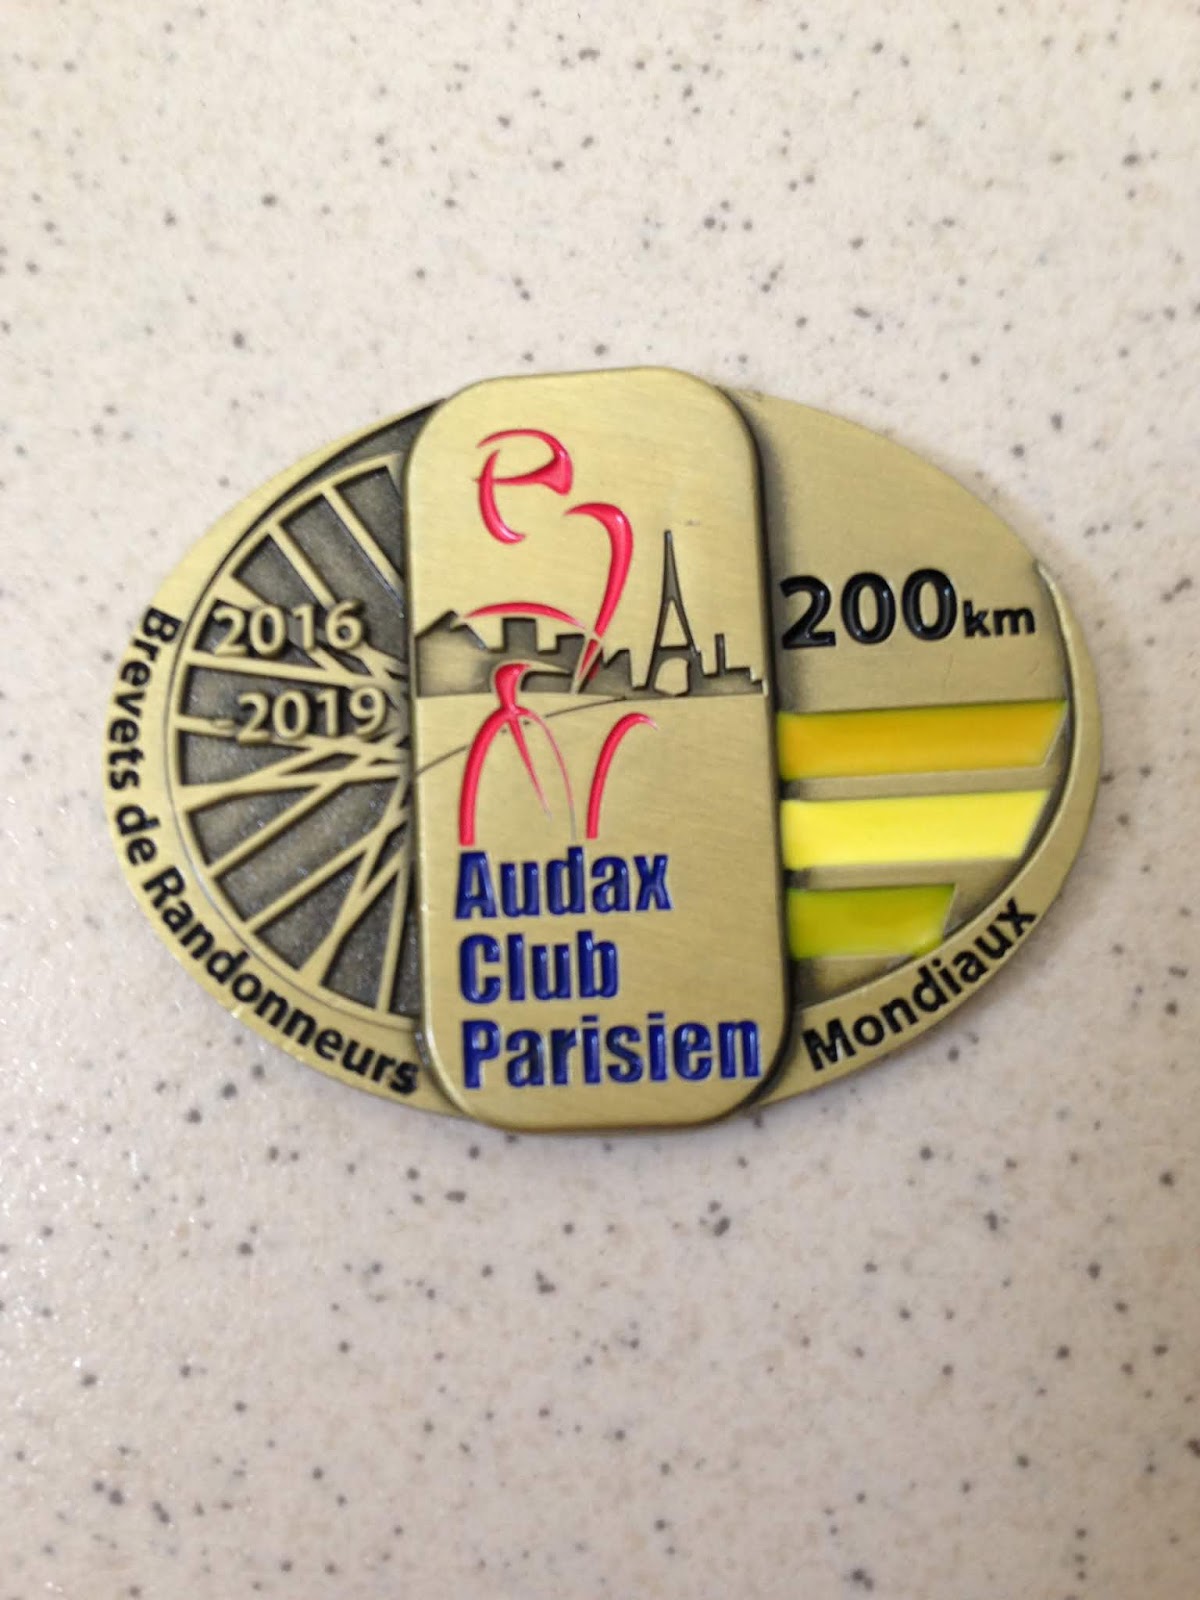 2016
-2019
Brevets de Randonneurs
Audax
Club
Parisien
200km
Mondiaux